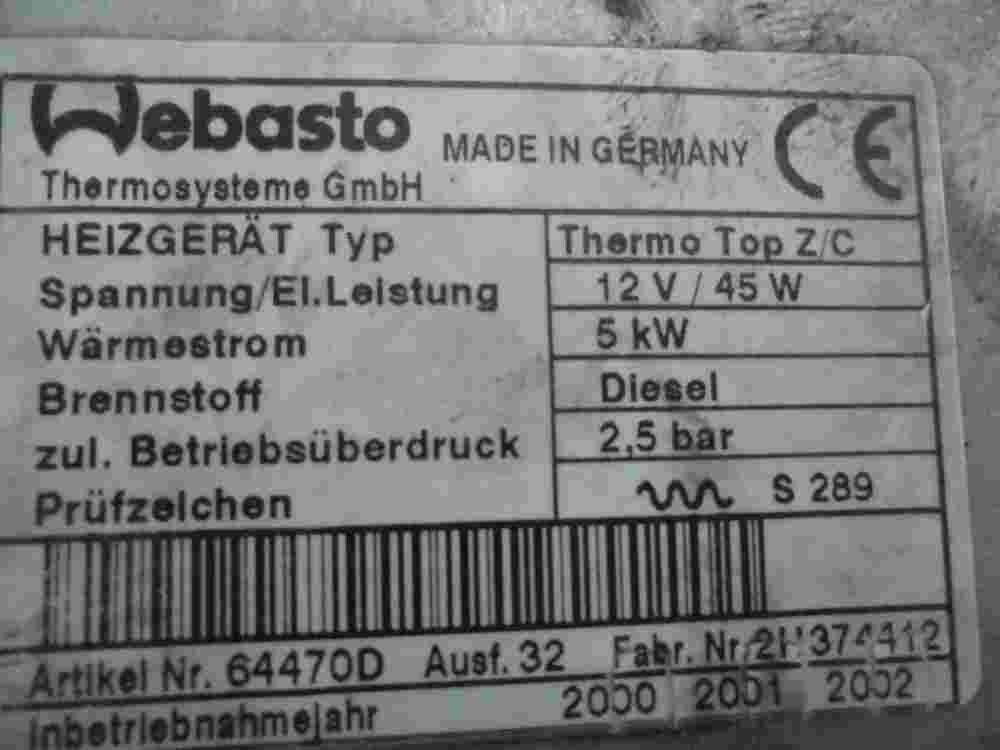 Webasto MADE IN GERMANY CE
Thermosysteme GmbH
HEIZGERÄT Typ Thermo Top Z/C
Spannung/El.Leistung 12 V / 45 W
Wärmestrom 5 kW
Brennstoff Diesel
zul. Betriebsüberdruck 2,5 bar
Prüfzeichen S 289
Artikel Nr. 64470D Ausf. 32 Fabr. Nr.
Inbetriebnahmejahr 2000 2001 2002